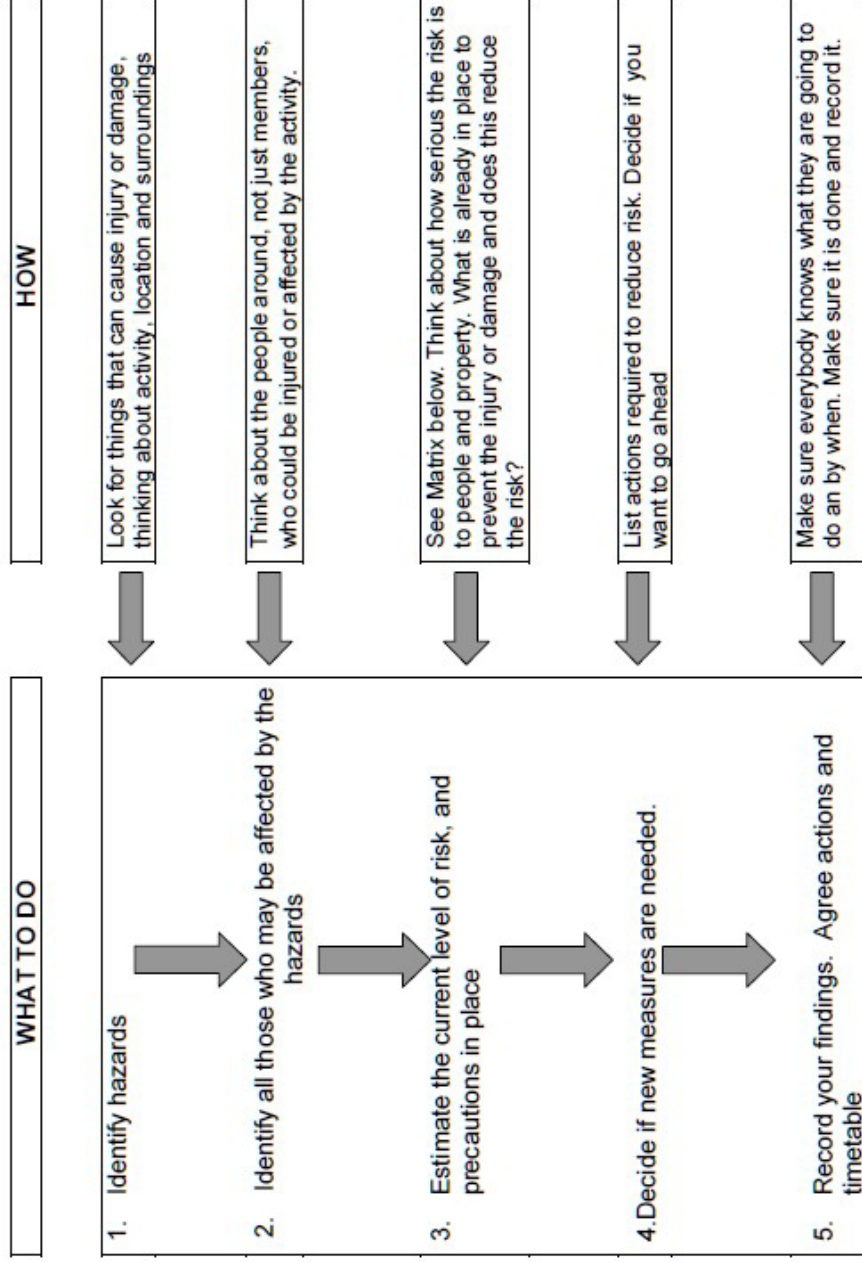 WHAT TO DO
HOW
1. Identify hazards
Look for things that can cause injury or damage,
thinking about activity, location and surroundings
2. Identify all those who may be affected by the
hazards
Think about the people around, not just members,
who could be injured or affected by the activity.
3. Estimate the current level of risk, and
precautions in place
See Matrix below. Think about how serious the risk is
to people and property. What is already in place to
prevent the injury or damage and does this reduce
the risk?
4.Decide if new measures are needed.
List actions required to reduce risk. Decide if you
want to go ahead
5. Record your findings. Agree actions and
timetable
Make sure everybody knows what they are going to
do an by when. Make sure it is done and record it.